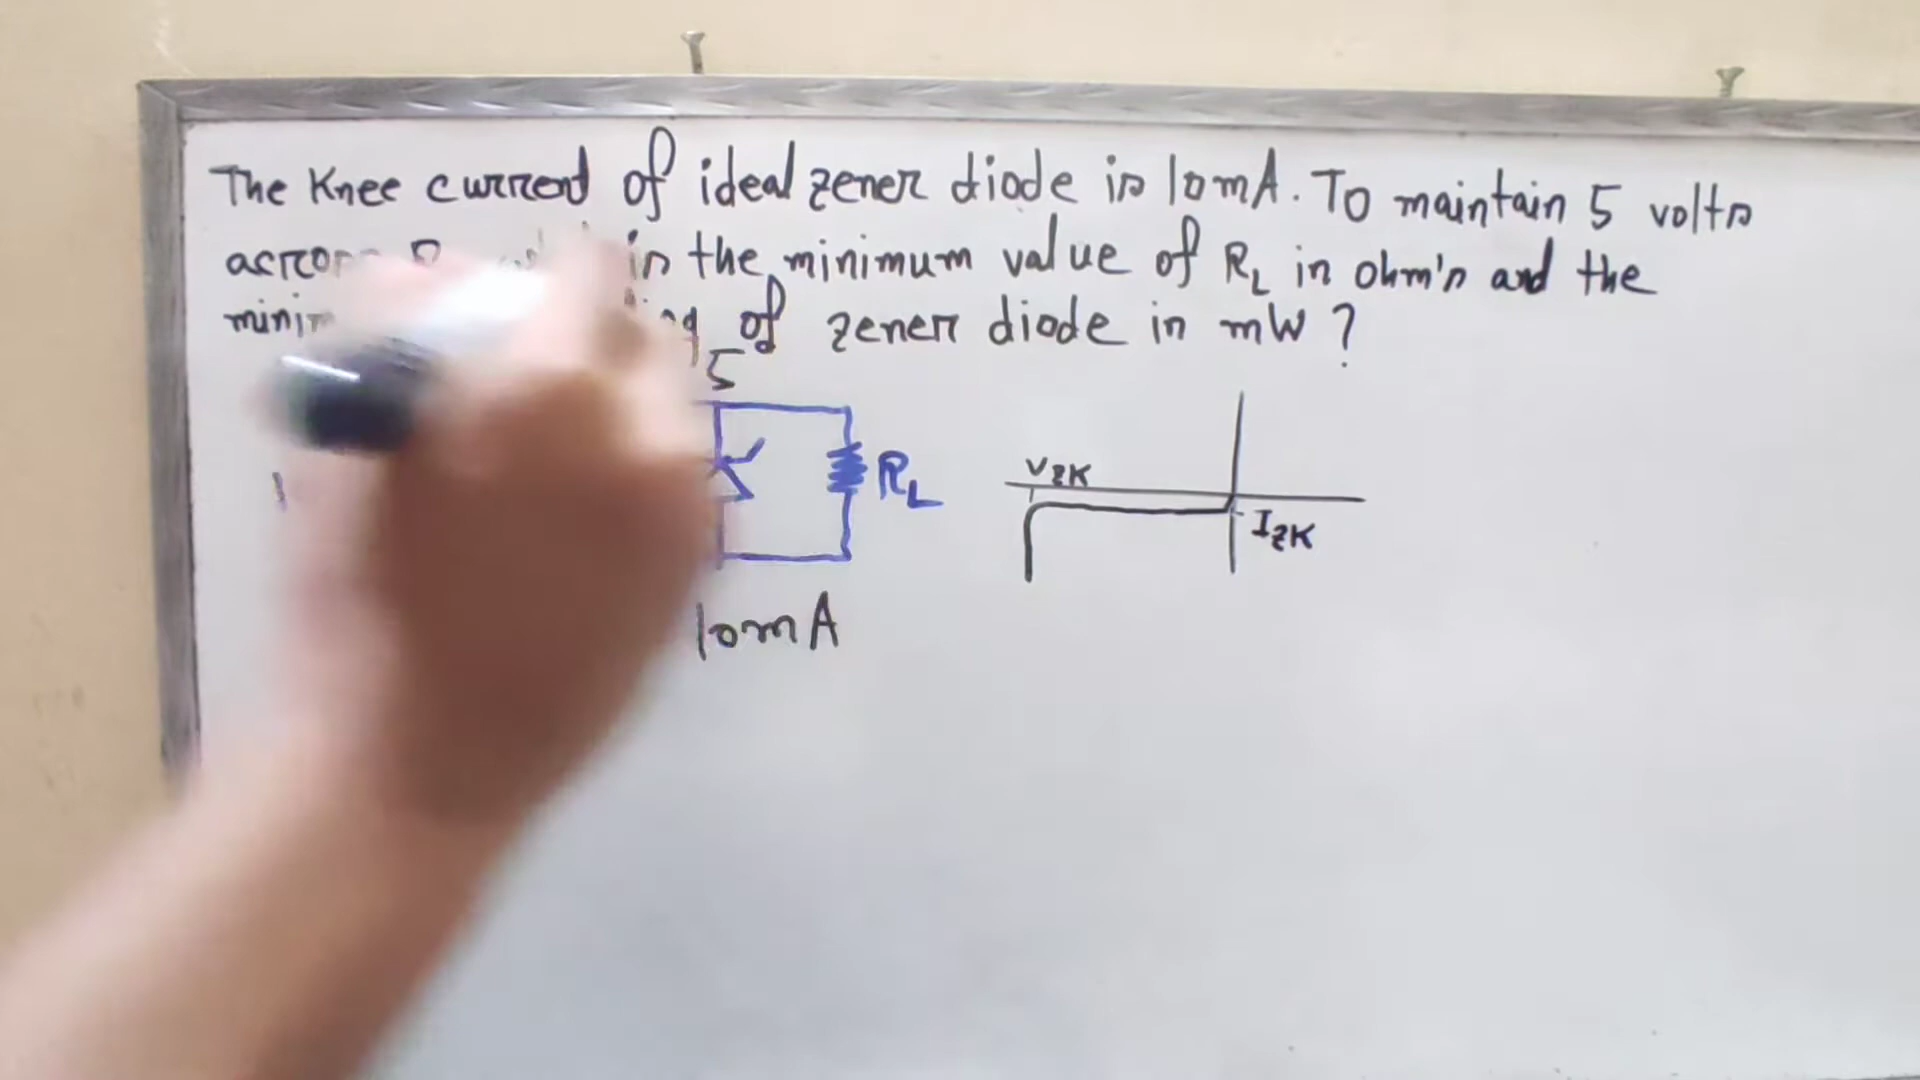 The Knee current of ideal zener diode is 10mA. To maintain 5 volts
across is the minimum value of RL in ohm's and the
of zener diode in mW?
5
RL
VZK
IZK
10mA